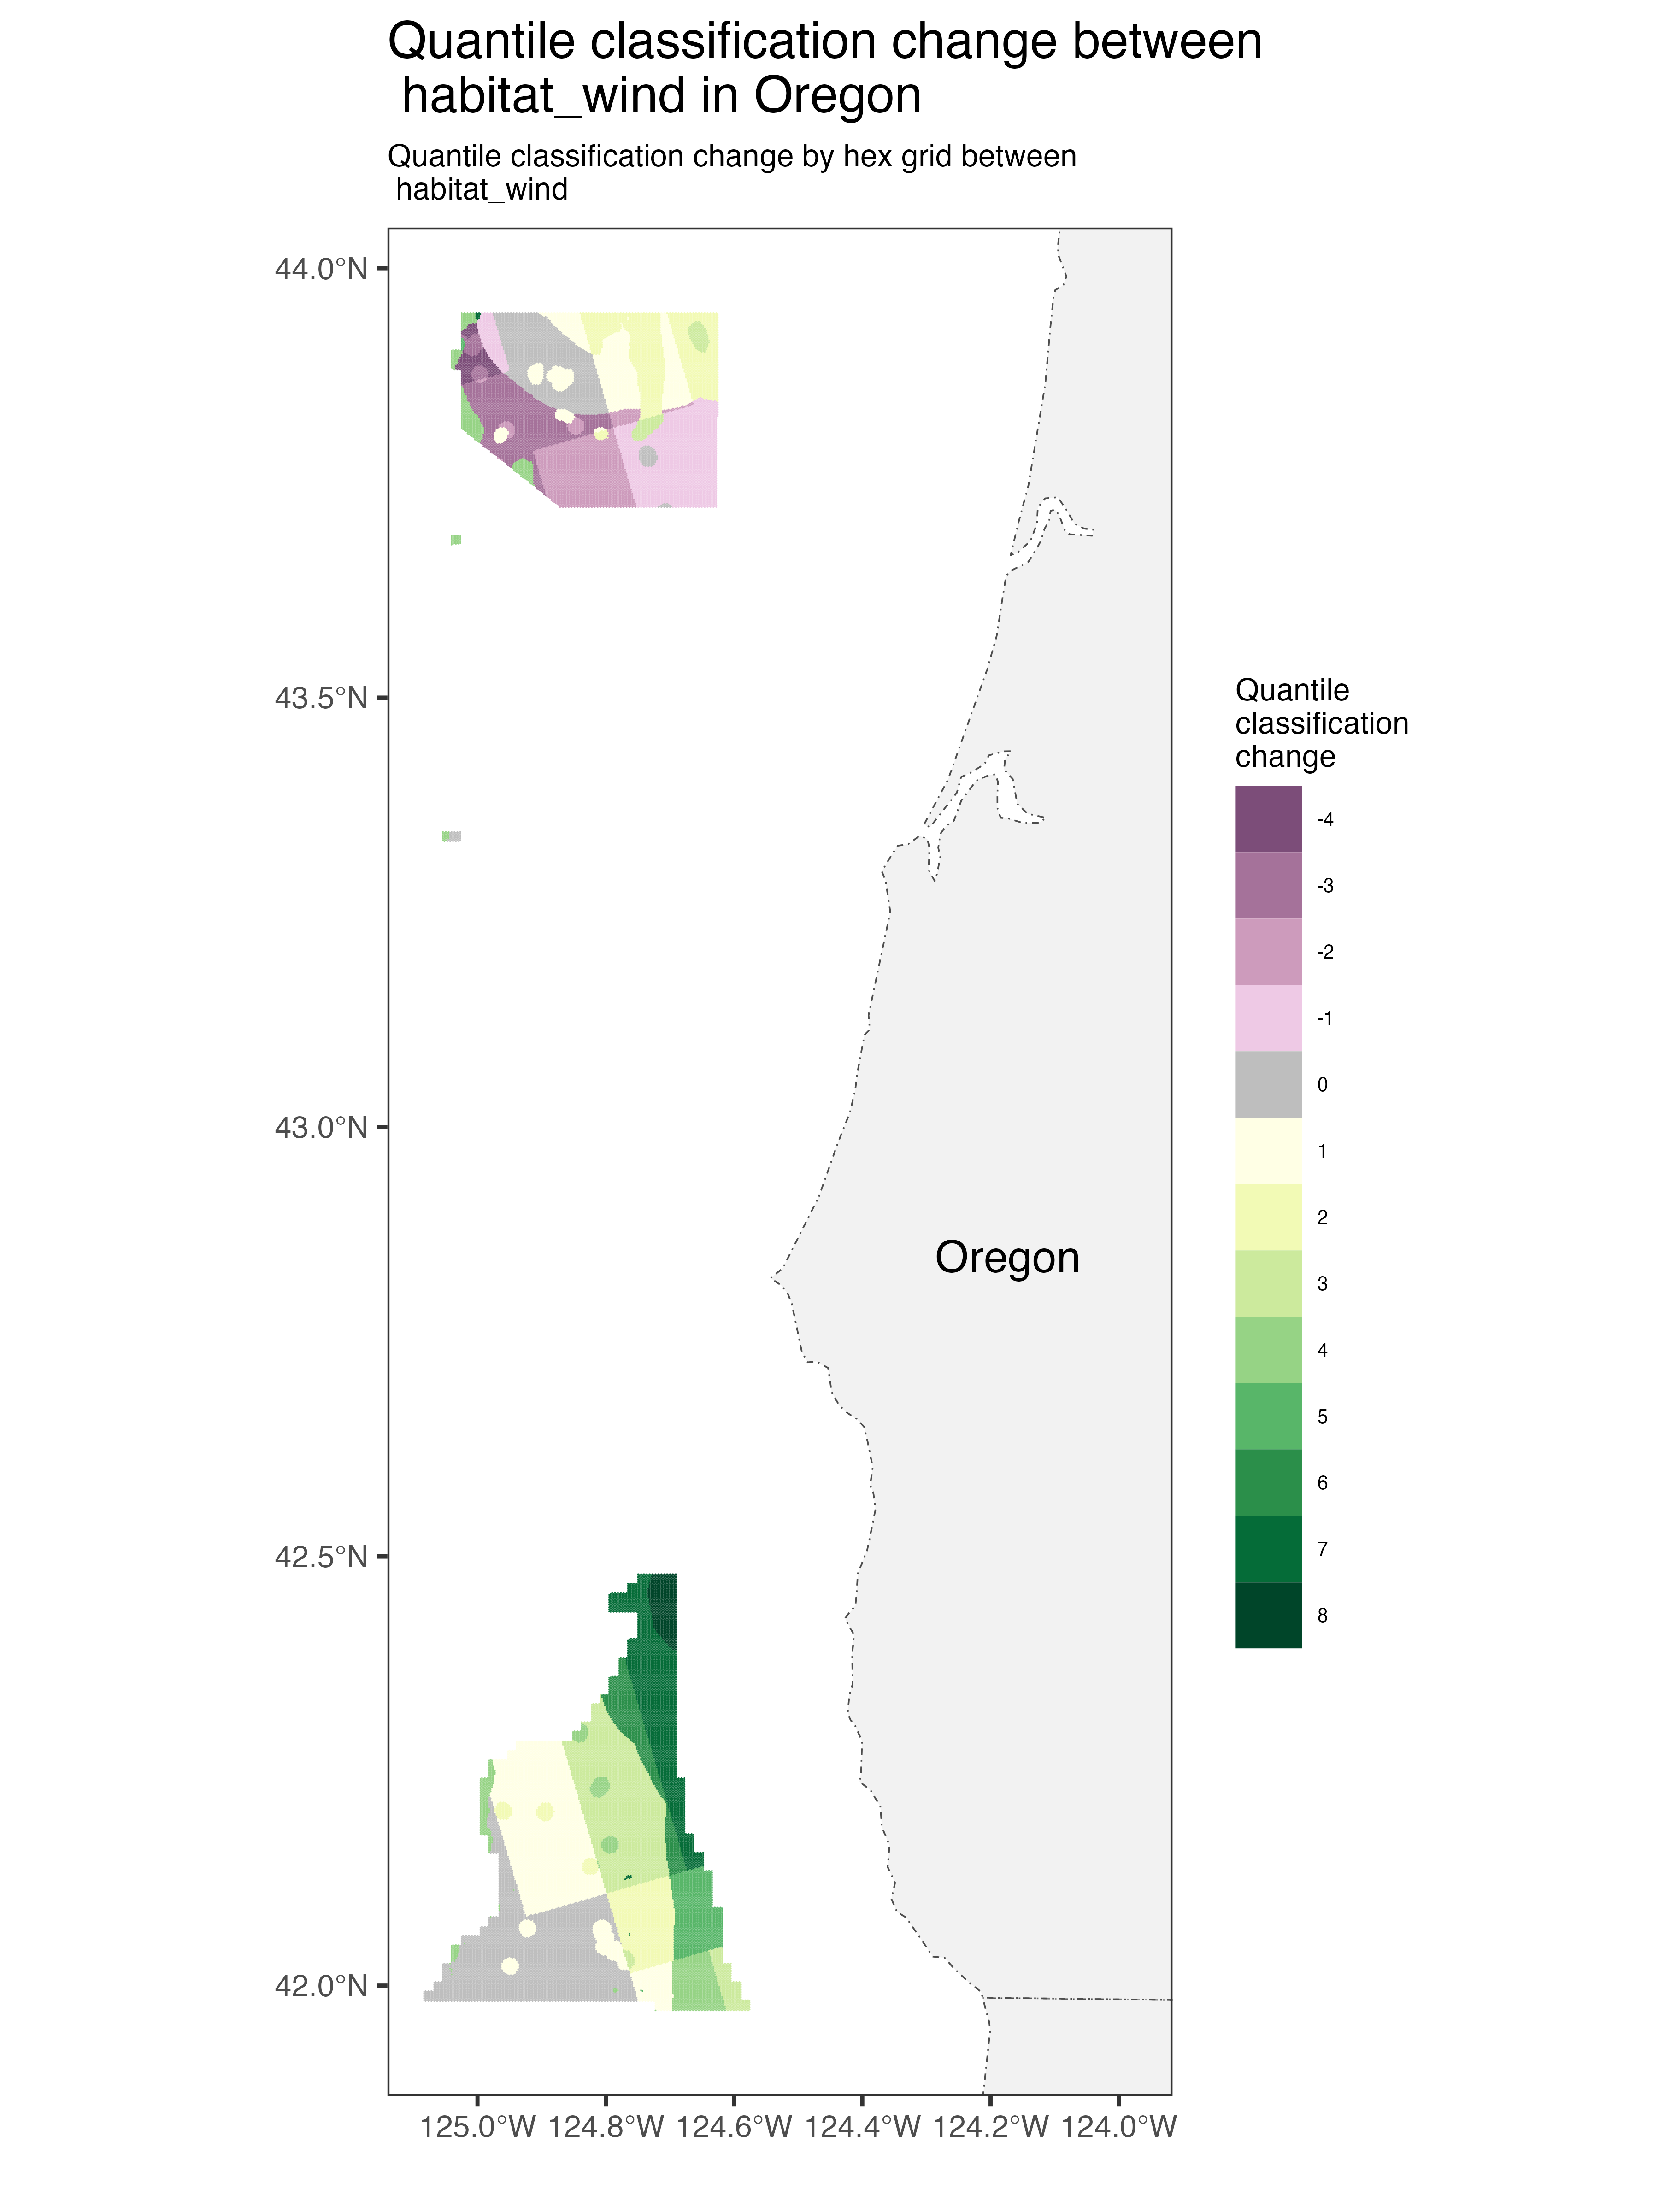 Quantile classification change between
habitat_wind in Oregon
Quantile classification change by hex grid between
habitat_wind
44.0°N
43.5°N
43.0°N
42.5°N
42.0°N
Oregon
125.0°W 124.8°W 124.6°W 124.4°W 124.2°W 124.0°W
Quantile
classification
change
-4
-3
-2
-1
0
1
2
3
4
5
6
7
8